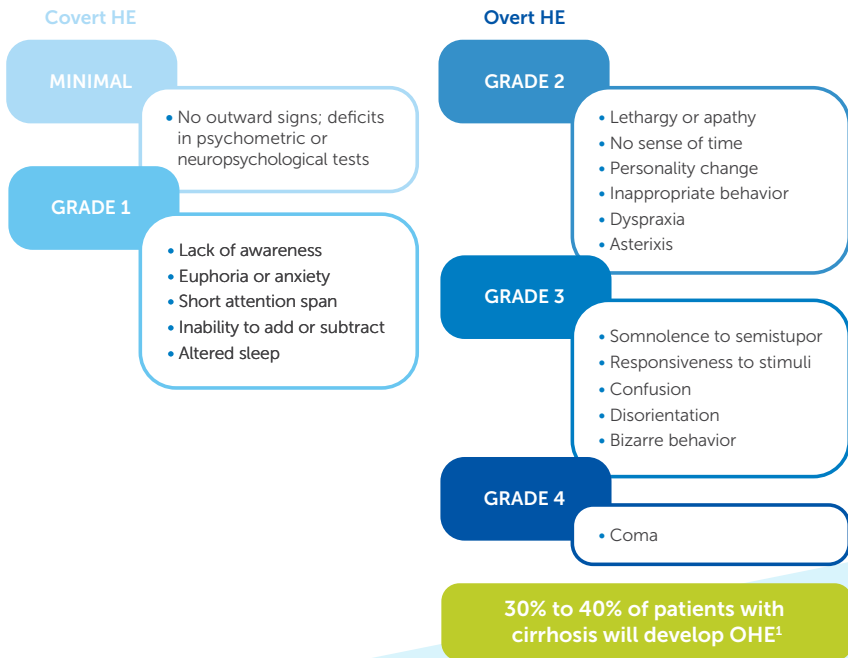 Covert HE
MINIMAL
• No outward signs; deficits
in psychometric or
neuropsychological tests
GRADE 1
• Lack of awareness
• Euphoria or anxiety
• Short attention span
• Inability to add or subtract
• Altered sleep
Overt HE
GRADE 2
• Lethargy or apathy
• No sense of time
• Personality change
• Inappropriate behavior
• Dyspraxia
• Asterixis
GRADE 3
• Somnolence to semistupor
• Responsiveness to stimuli
• Confusion
• Disorientation
• Bizarre behavior
GRADE 4
• Coma
30% to 40% of patients with
cirrhosis will develop OHE¹